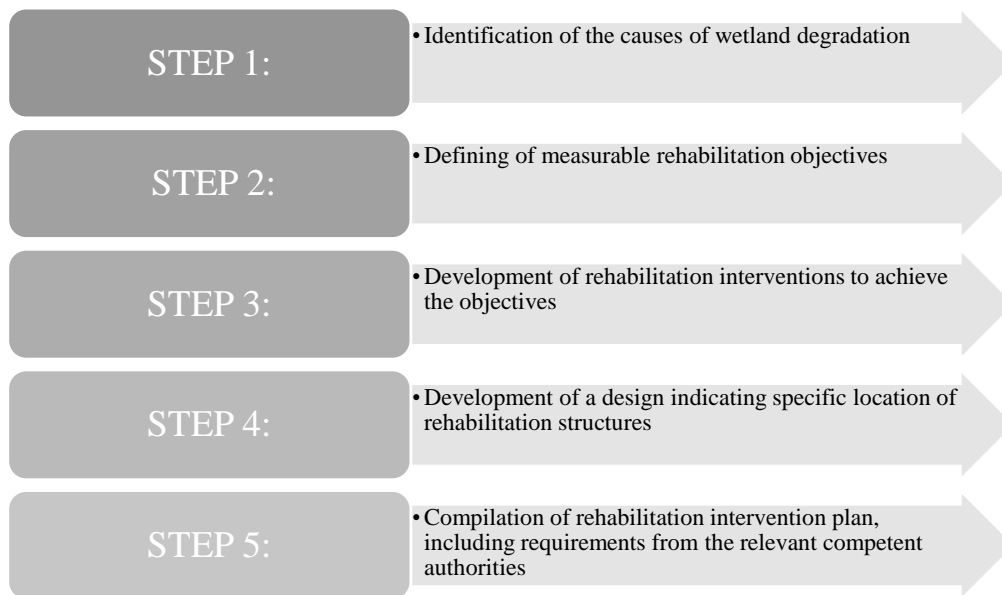 STEP 1:
• Identification of the causes of wetland degradation
STEP 2:
• Defining of measurable rehabilitation objectives
STEP 3:
• Development of rehabilitation interventions to achieve
the objectives
STEP 4:
• Development of a design indicating specific location of
rehabilitation structures
STEP 5:
• Compilation of rehabilitation intervention plan,
including requirements from the relevant competent
authorities